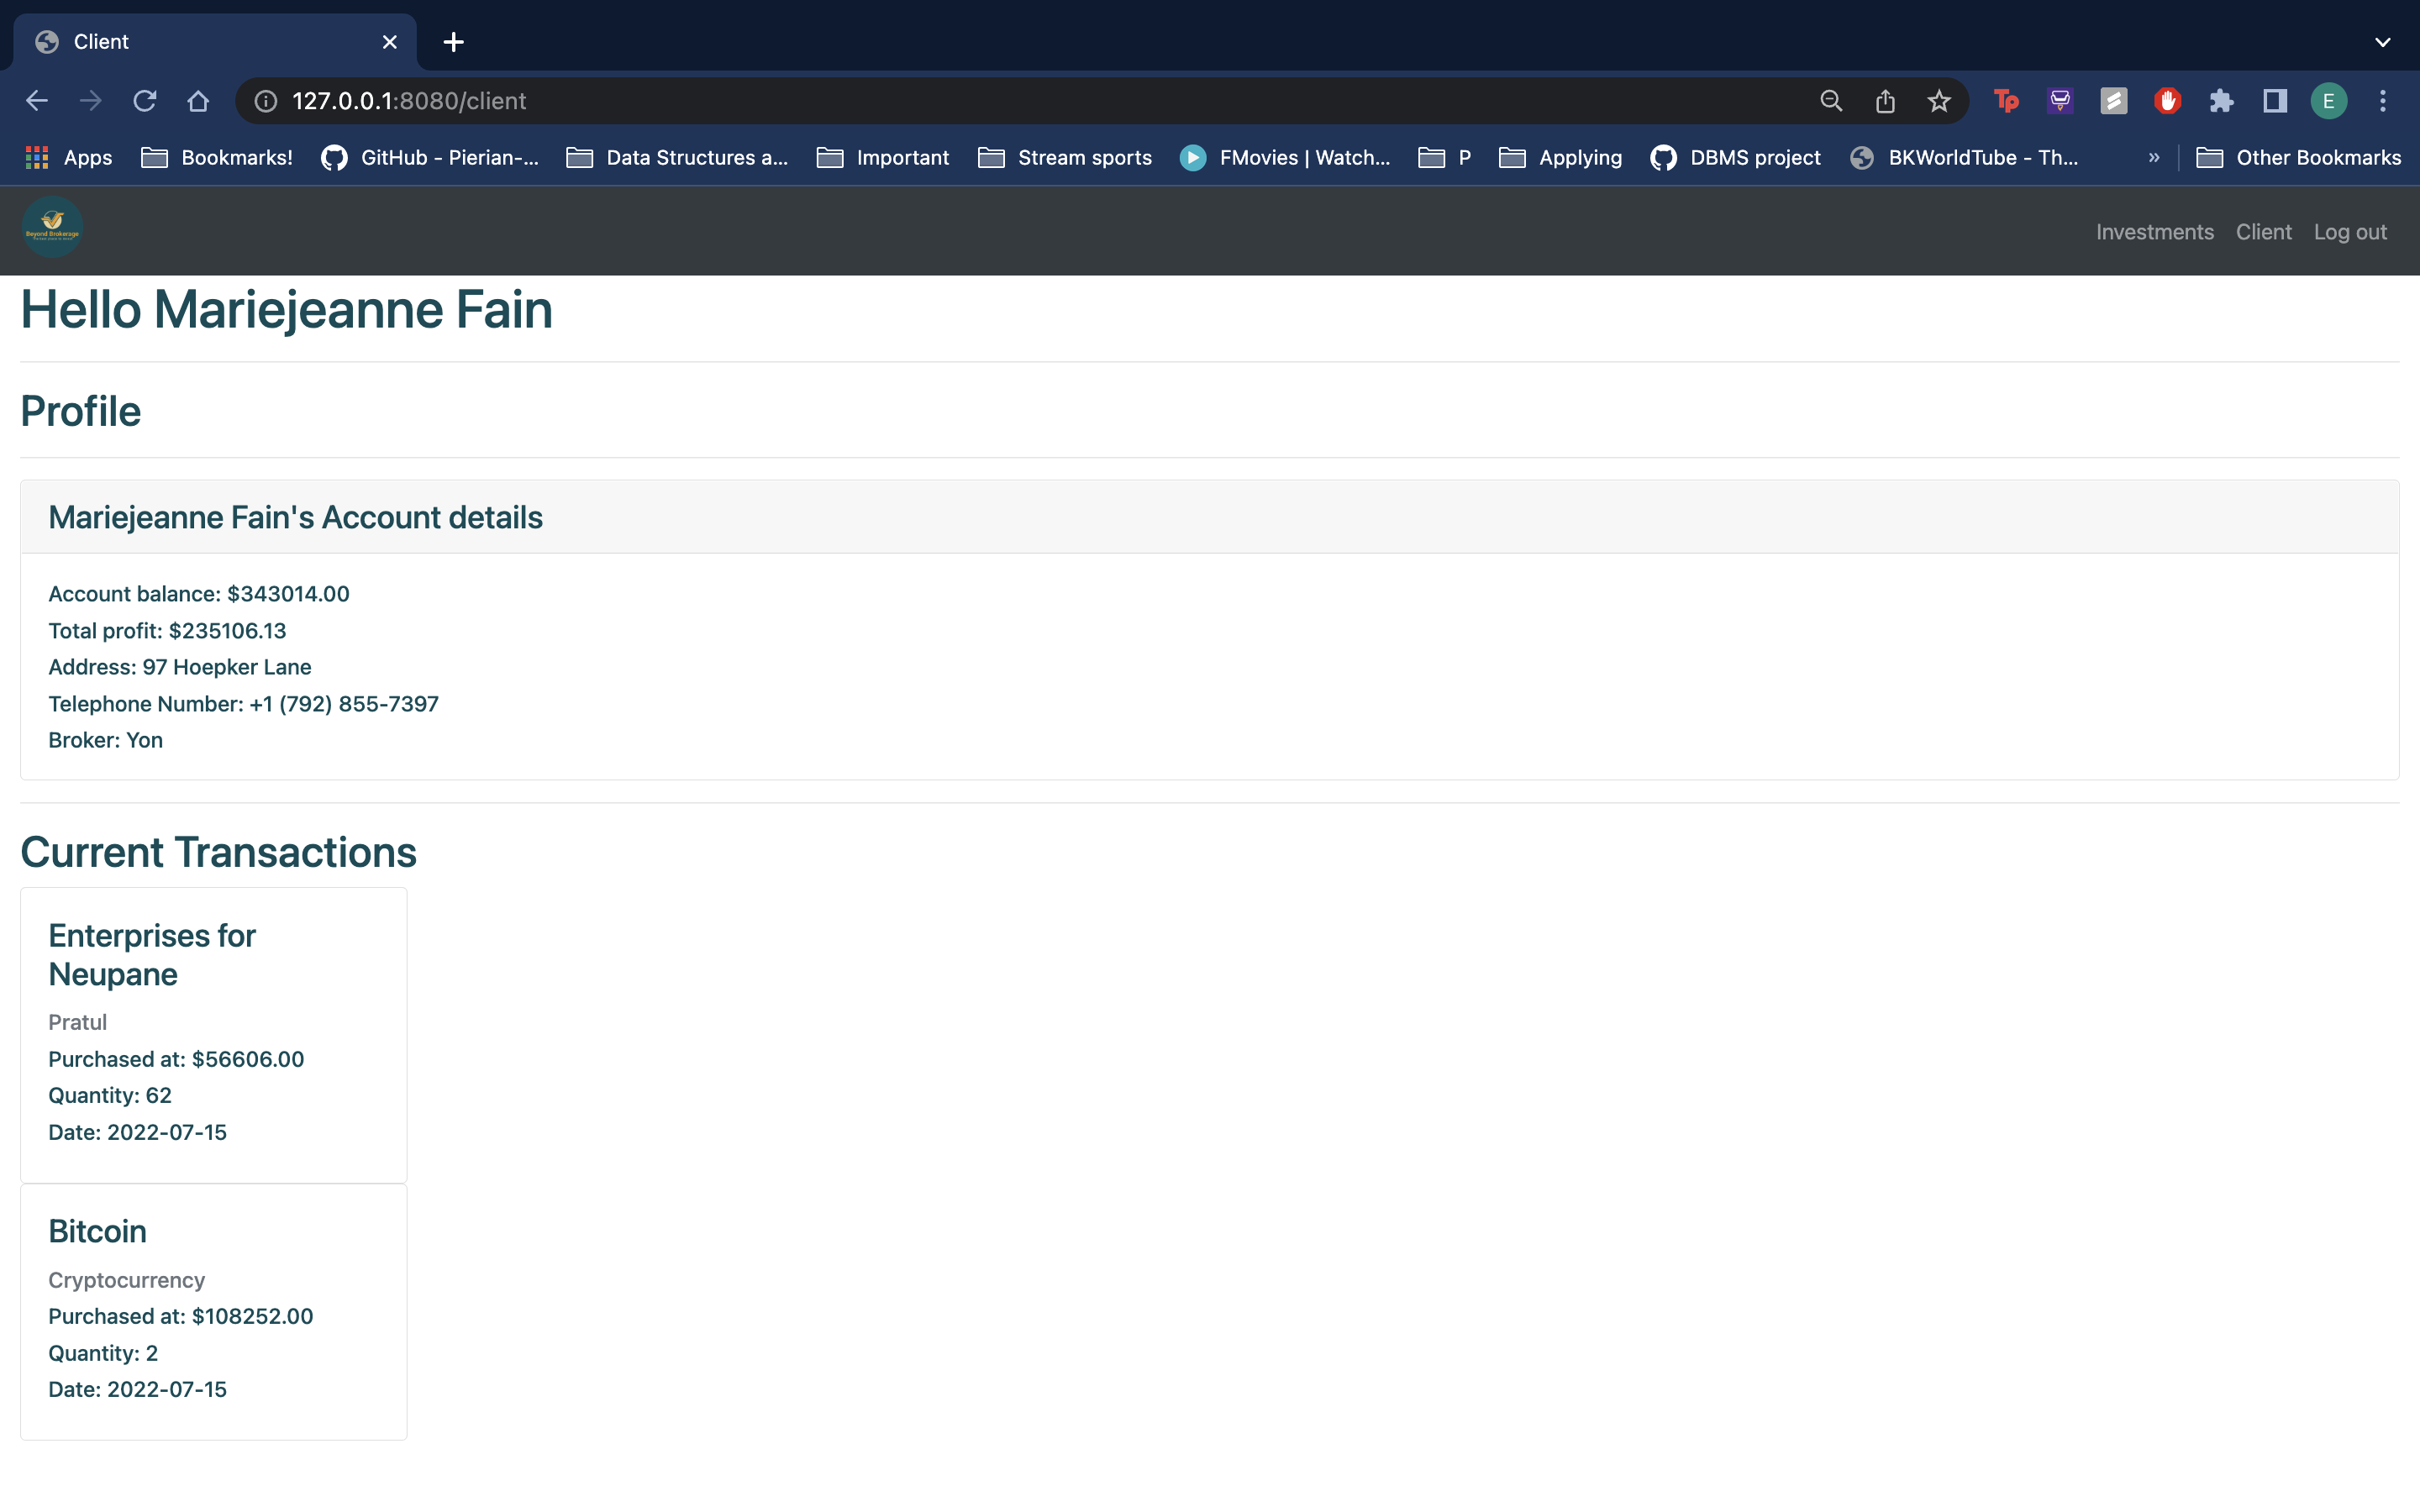 Client
127.0.0.1:8080/client
Tp
E
Apps Bookmarks! GitHub - Pierian-... Data Structures a... Important Stream sports FMovies | Watch... P Applying DBMS project BKWorldTube - Th... » Other Bookmarks
Beyond Brokerage
Investments Client Log out
Hello Mariejeanne Fain
Profile
Mariejeanne Fain's Account details
Account balance: $343014.00
Total profit: $235106.13
Address: 97 Hoepker Lane
Telephone Number: +1 (792) 855-7397
Broker: Yon
Current Transactions
Enterprises for
Neupane
Pratul
Purchased at: $56606.00
Quantity: 62
Date: 2022-07-15
Bitcoin
Cryptocurrency
Purchased at: $108252.00
Quantity: 2
Date: 2022-07-15